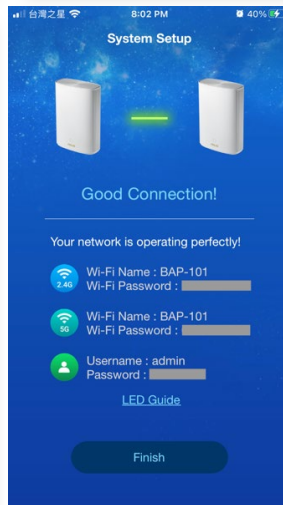 台灣之星 8:02 PM 40%
System Setup
Good Connection!
Your network is operating perfectly!
2.4G
Wi-Fi Name : BAP-101
Wi-Fi Password :
5G
Wi-Fi Name : BAP-101
Wi-Fi Password :
Username : admin
Password :
LED Guide
Finish